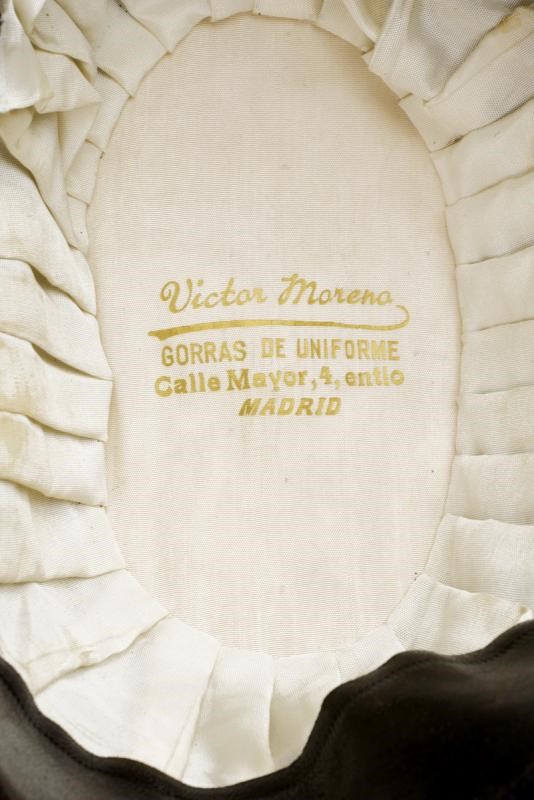 Victor Moreno
GORRAS DE UNIFORME
Calle Mayor, 4, entlo
MADRID